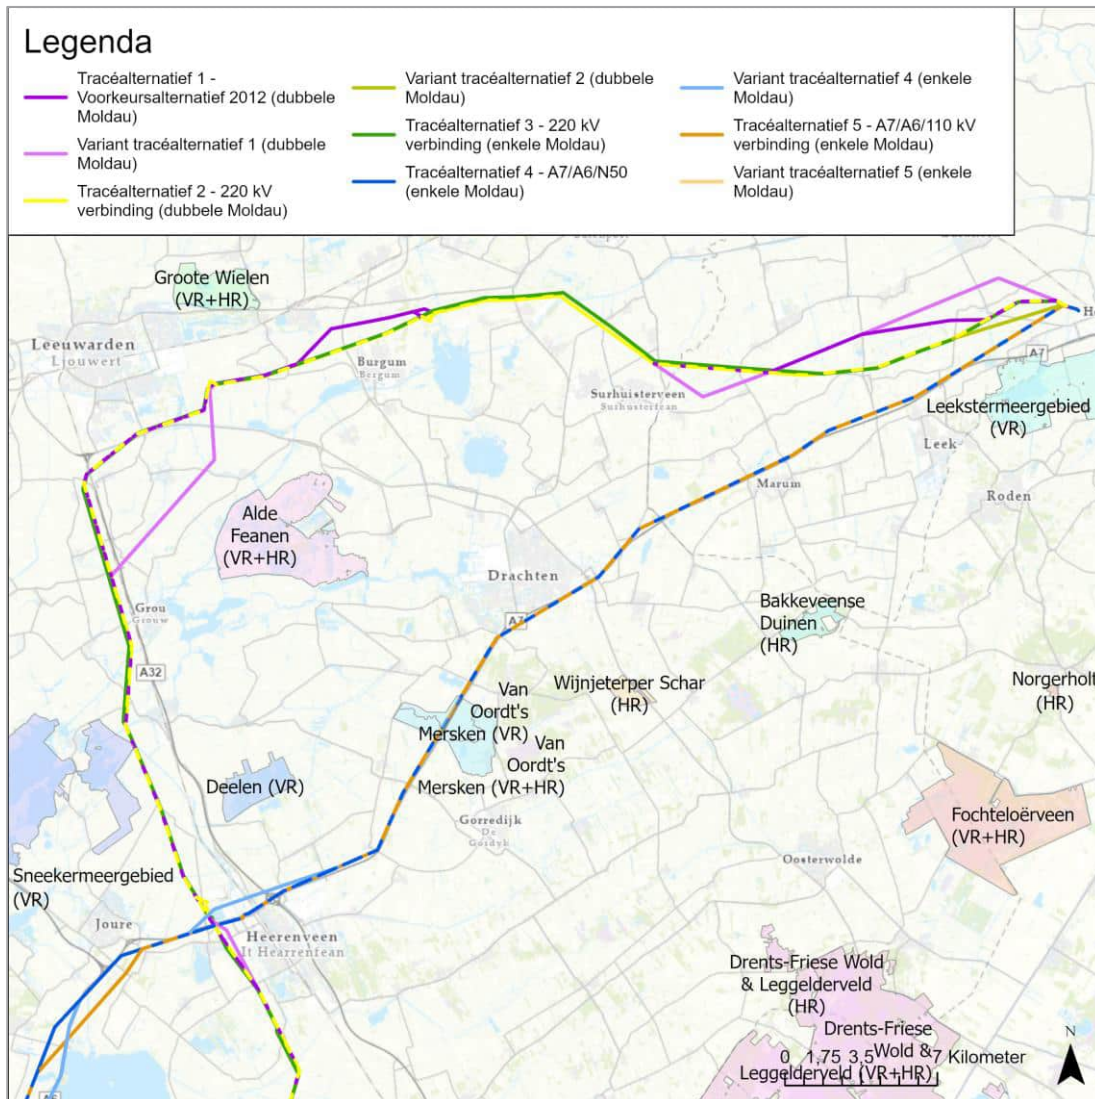 Legenda
Tracéalternatief 1 -
Voorkeursalternatief 2012 (dubbele
Moldau)
Variant tracéalternatief 1 (dubbele
Moldau)
Tracéalternatief 2 - 220 kV
verbinding (dubbele Moldau)
Variant tracéalternatief 2 (dubbele
Moldau)
Tracéalternatief 3 - 220 kV
verbinding (enkele Moldau)
Tracéalternatief 4 - A7/A6/N50
(enkele Moldau)
Variant tracéalternatief 4 (enkele
Moldau)
Tracéalternatief 5 - A7/A6/110 kV
verbinding (enkele Moldau)
Variant tracéalternatief 5 (enkele
Moldau)
Groote Wielen
(VR+HR)
Leeuwarden
Ljouwert
Burgum
Bergum
Surhuisterveen
Surhusterfean
A7
Leekstermeergebied
(VR)
Leek
Marum
Roden
Alde
Feanen
(VR+HR)
Drachten
Grou
Grouw
A7
Bakkeveense
Duinen
(HR)
A32
Wijnjeterper Schar
(HR)
Norgerholt
(HR)
Van
Oordt's
Mersken (VR)
Van
Oordt's
Mersken (VR+HR)
Deelen (VR)
Gorredijk
De
Gordyk
Fochteloërveen
(VR+HR)
Oosterwolde
Sneekermeergebied
(VR)
Joure
Heerenveen
It Hearrenfean
Drents-Friese Wold
& Leggelderveld
(HR)
Drents-Friese
Wold &
Leggelderveld (VR+HR)
0 1,75 3,5 7 Kilometer
N
A6